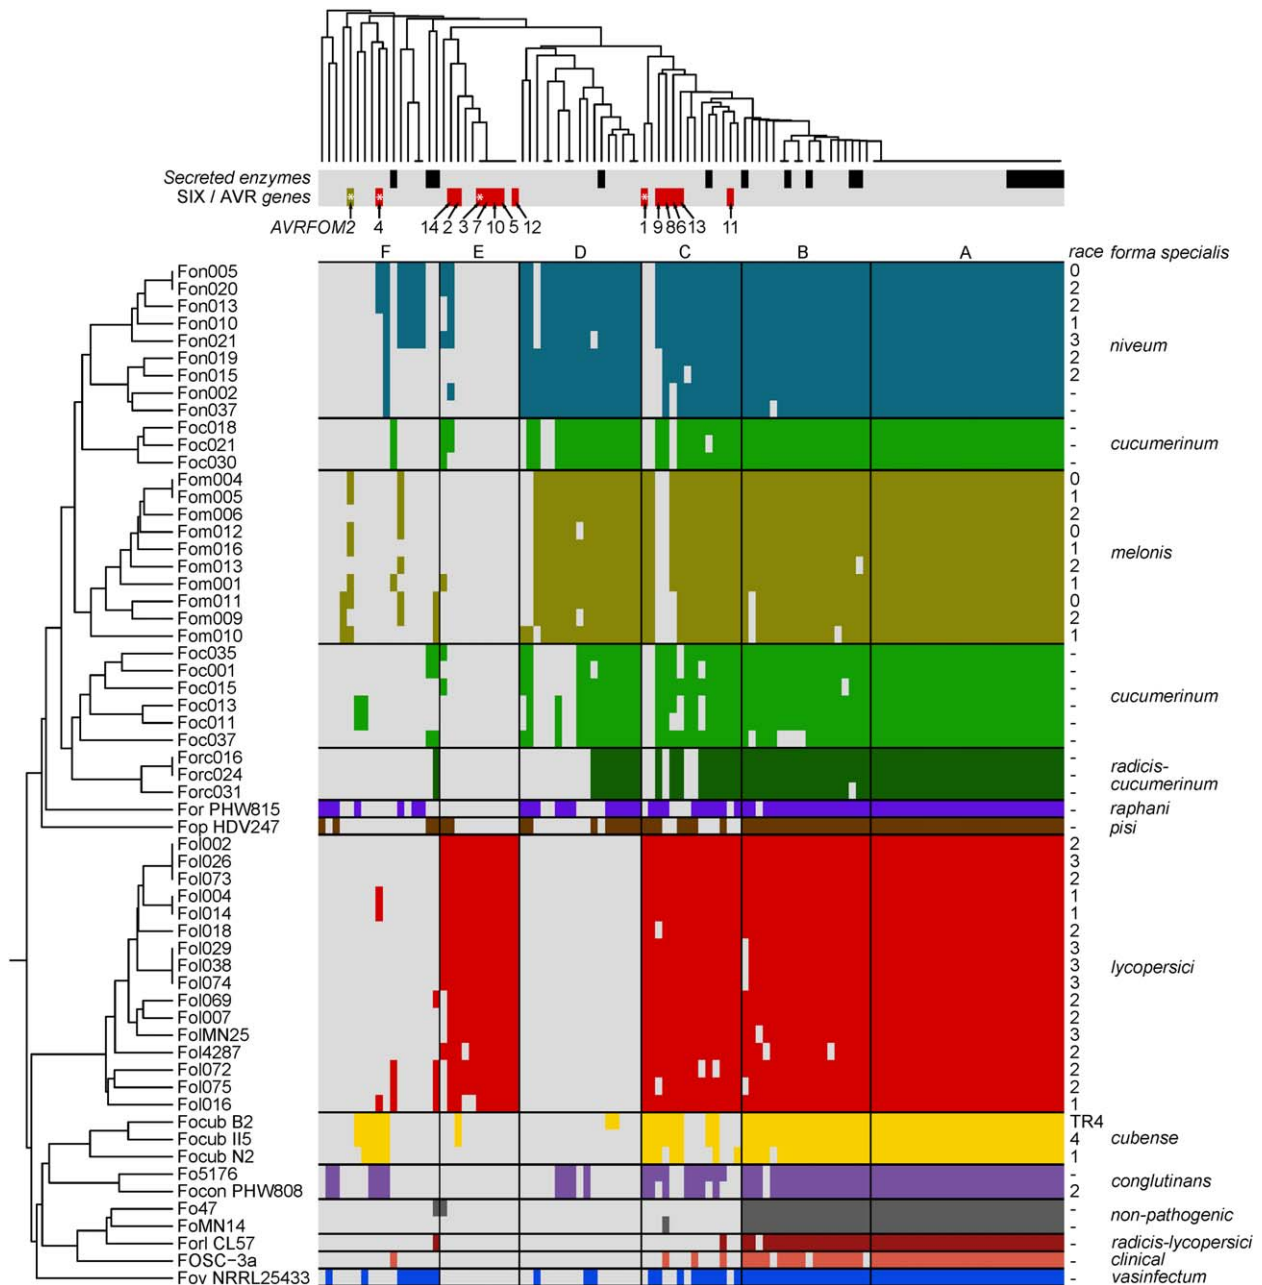 Secreted enzymes
SIX / AVR genes
* * * *
AVRFOM2 4 14 2 3 7 10 5 12 1 9 8 6 13 11
F E D C B A race forma specialis
Fon005 0
Fon020 2
Fon013 2
Fon010 1
Fon021 3 niveum
Fon019 2
Fon015 2
Fon002 -
Fon037 -
Foc018 -
Foc021 - cucumerinum
Foc030 -
Fom004 0
Fom005 1
Fom006 2
Fom012 0
Fom016 1 melonis
Fom013 2
Fom001 1
Fom011 0
Fom009 2
Fom010 1
Foc035 -
Foc001 -
Foc015 - cucumerinum
Foc013 -
Foc011 -
Foc037 -
Forc016 - radicis-
Forc024 - cucumerinum
Forc031 -
For PHW815 - raphani
Fop HDV247 - pisi
Fol002 2
Fol026 3
Fol073 2
Fol004 1
Fol014 1
Fol018 2
Fol029 3
Fol038 3 lycopersici
Fol074 3
Fol069 2
Fol007 2
FolMN25 3
Fol4287 2
Fol072 2
Fol075 2
Fol016 1
Focub B2 TR4
Focub II5 4 cubense
Focub N2 1
Fo5176 - conglutinans
Focon PHW808 2
Fo47 - non-pathogenic
FoMN14 -
Forl CL57 - radicis-lycopersici
FOSC-3a - clinical
Fov NRRL25433 - vasinfectum